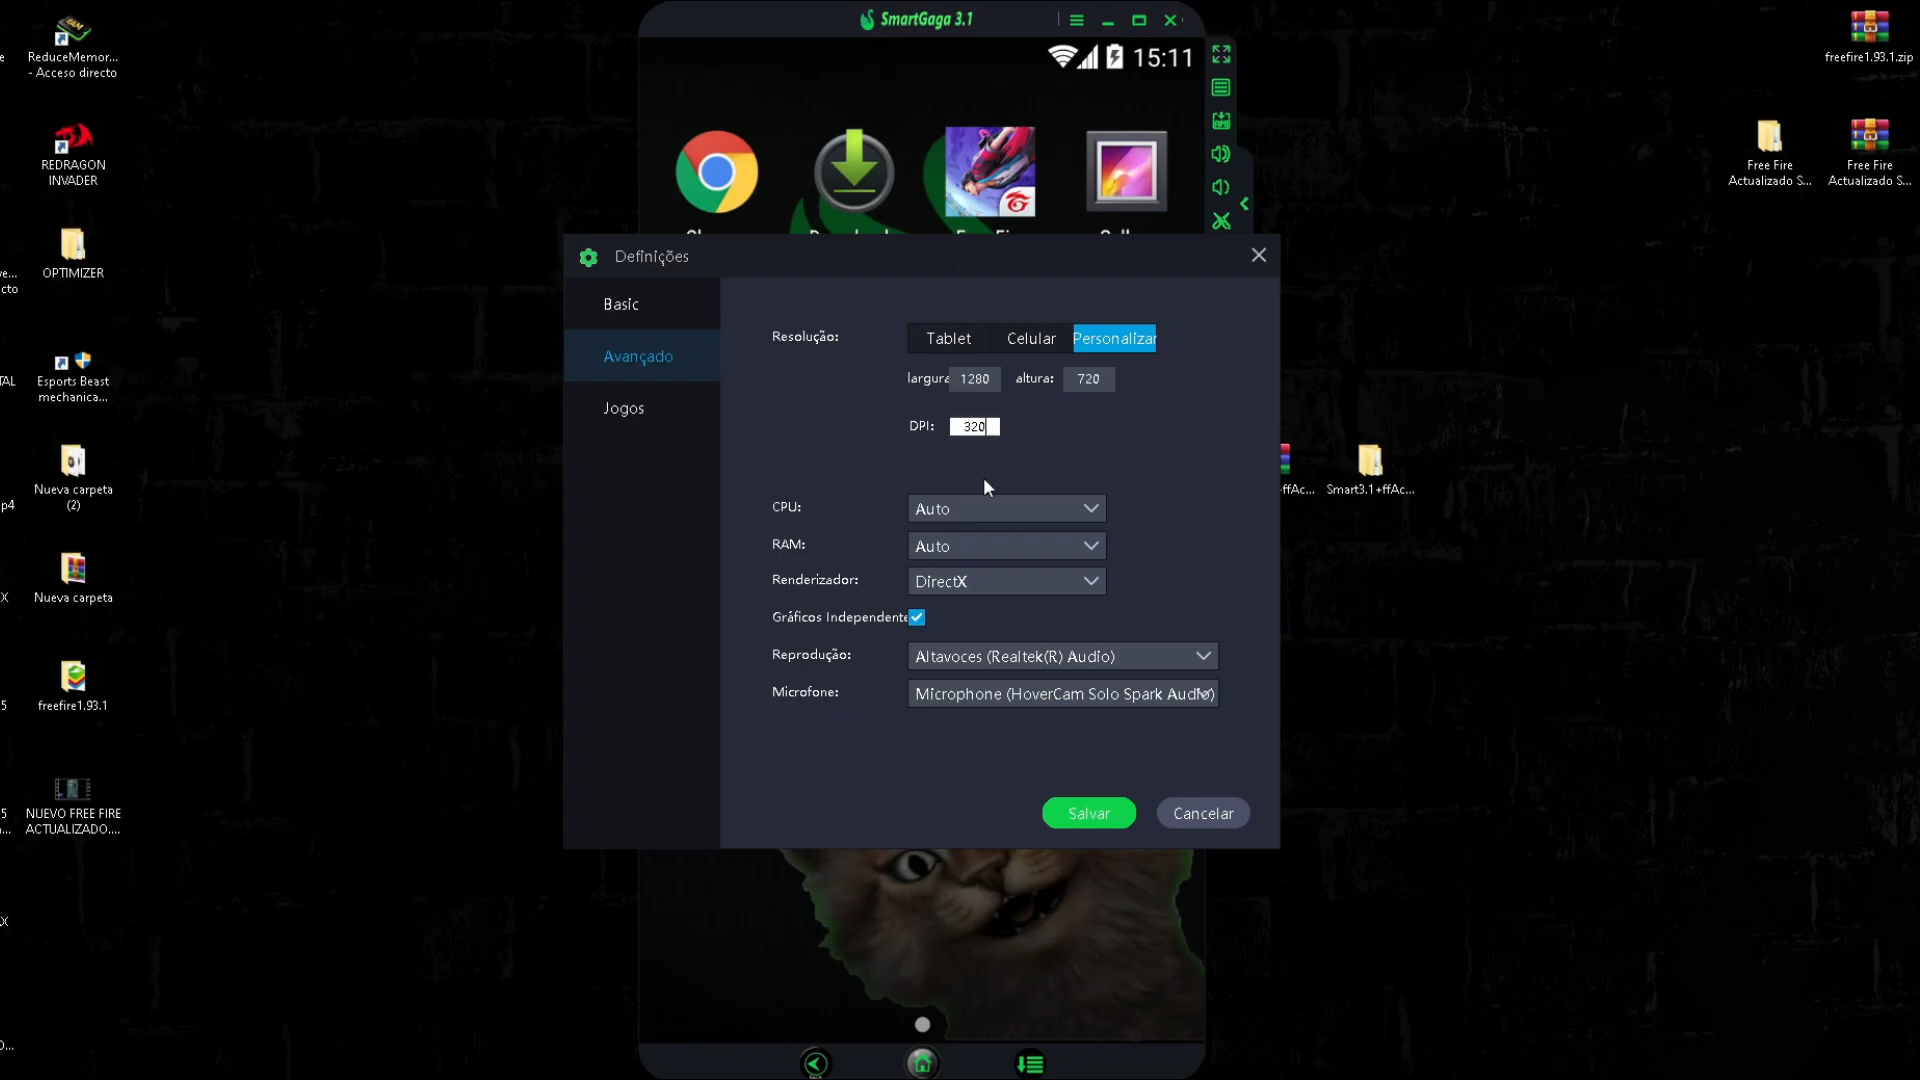 SmartGaga 3.1
15:11
ReduceMemor...
- Acceso directo
REDRAGON
INVADER
OPTIMIZER
Esports Beast
mechanica...
Nueva carpeta
(2)
Nueva carpeta
freefire1.93.1
NUEVO FREE FIRE
ACTUALIZADO....
Definições
Basic
Avançado
Jogos
Resolução:
Tablet
Celular
Personalizar
largura
1280
altura:
720
DPI:
320
CPU:
Auto
RAM:
Auto
Renderizador:
DirectX
Gráficos Independente
Reprodução:
Altavoces (Realtek(R) Audio)
Microfone:
Microphone (HoverCam Solo Spark Audio)
Salvar
Cancelar
freefire1.93.1.zip
Free Fire
Actualizado S...
Free Fire
Actualizado S...
-ffAc...
Smart3.1+ffAc...